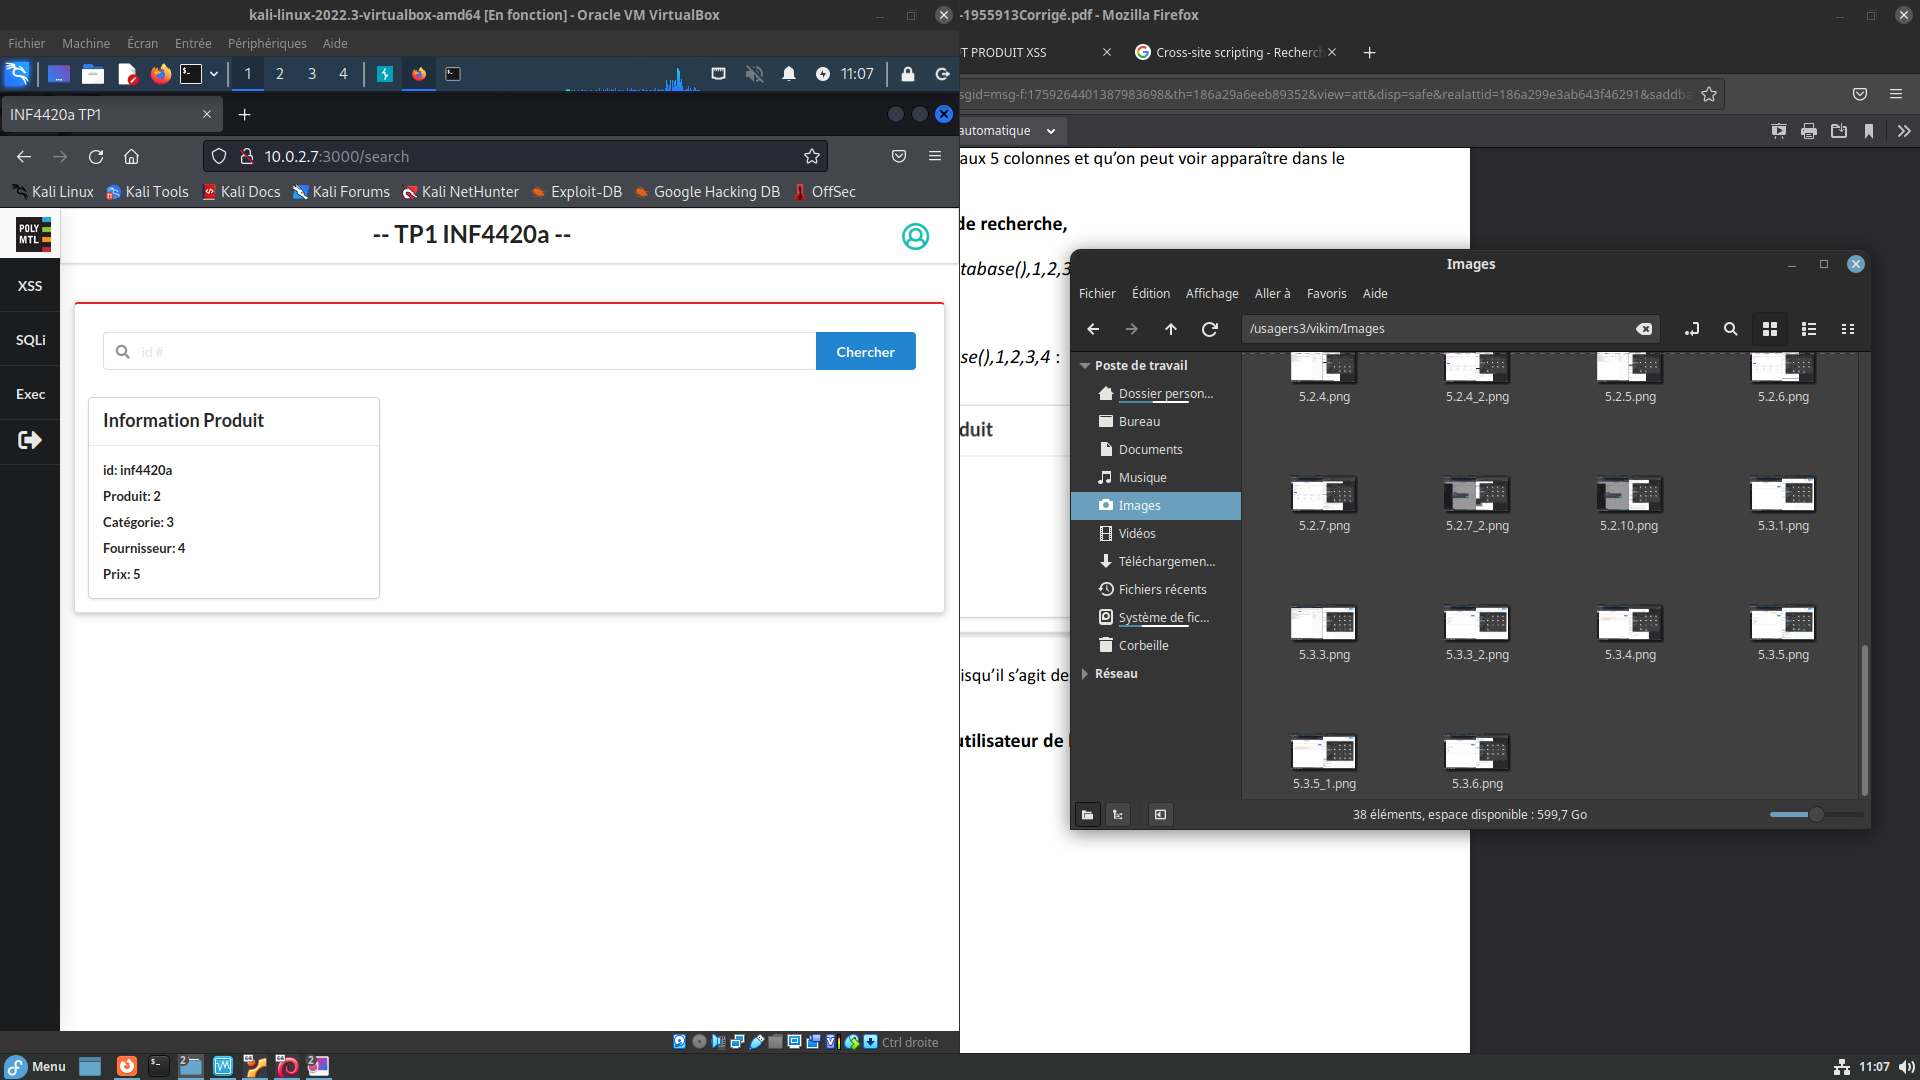 kali-linux-2022.3-virtualbox-amd64 [En fonction] - Oracle VM VirtualBox
Fichier Machine Écran Entrée Périphériques Aide
1 2 3 4 11:07
INF4420a TP1
10.0.2.7:3000/search
Kali Linux Kali Tools Kali Docs Kali Forums Kali NetHunter Exploit-DB Google Hacking DB OffSec
POLY
MTL
-- TP1 INF4420a --
XSS
SQLi
Exec
id #
Chercher
Information Produit
id: inf4420a
Produit: 2
Catégorie: 3
Fournisseur: 4
Prix: 5
Ctrl droite
-1955913Corrigé.pdf - Mozilla Firefox
T PRODUIT XSS
Cross-site scripting - Recherch
sgid=msg-f:1759264401387983698&th=186a29a6eeb89352&view=att&disp=safe&realattid=186a299e3ab643f46291&saddba
automatique
aux 5 colonnes et qu'on peut voir apparaître dans le
de recherche,
tabase(),1,2,3
se(),1,2,3,4 :
duit
isqu'il s'agit de
utilisateur de
Images
Fichier Édition Affichage Aller à Favoris Aide
/usagers3/vikim/Images
Poste de travail
Dossier person...
Bureau
Documents
Musique
Images
Vidéos
Téléchargemen...
Fichiers récents
Système de fic...
Corbeille
Réseau
5.2.4.png 5.2.4_2.png 5.2.5.png 5.2.6.png
5.2.7.png 5.2.7_2.png 5.2.10.png 5.3.1.png
5.3.3.png 5.3.3_2.png 5.3.4.png 5.3.5.png
5.3.5_1.png 5.3.6.png
38 éléments, espace disponible : 599,7 Go
Menu
2
2
11:07